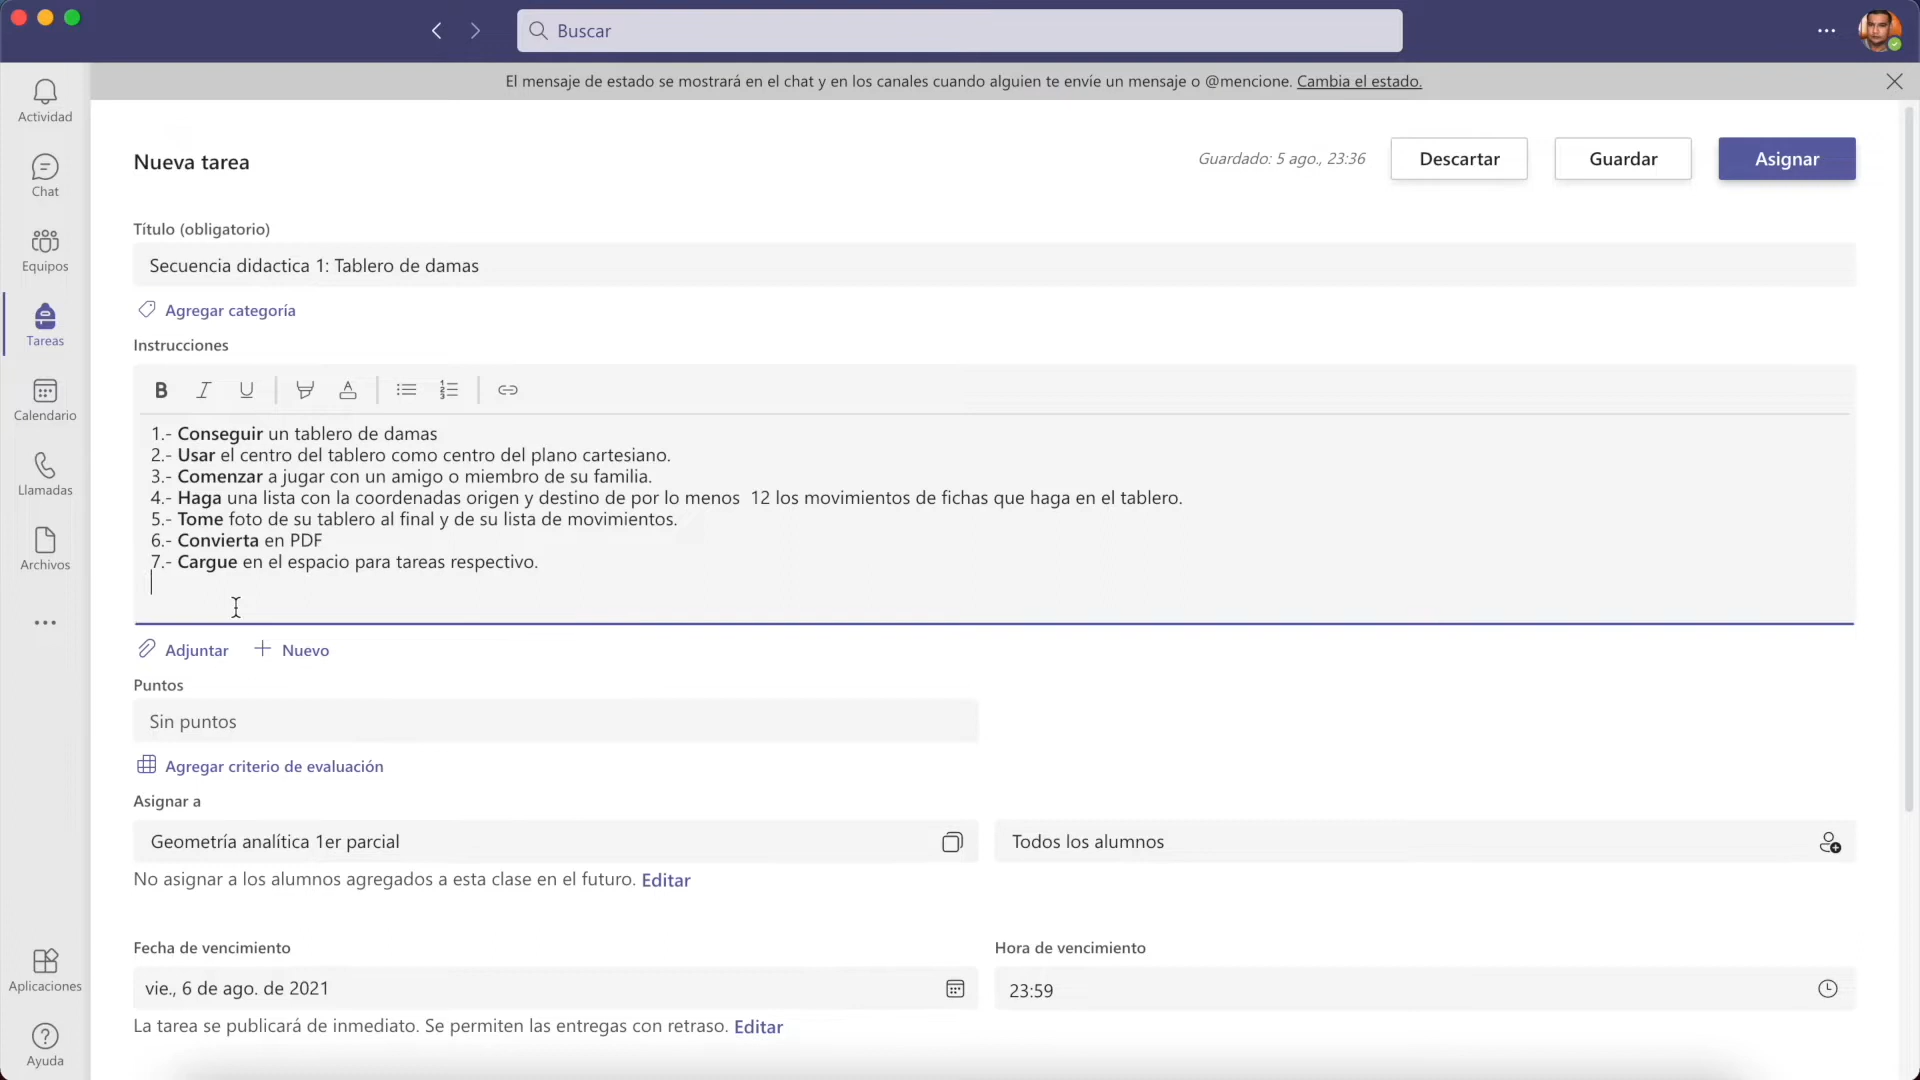 Buscar
El mensaje de estado se mostrará en el chat y en los canales cuando alguien te envíe un mensaje o @mencione. Cambia el estado.
Actividad
Chat
Equipos
Tareas
Calendario
Llamadas
Archivos
Aplicaciones
Ayuda
Nueva tarea
Guardado: 5 ago., 23:36
Descartar
Guardar
Asignar
Título (obligatorio)
Secuencia didactica 1: Tablero de damas
Agregar categoría
Instrucciones
1.- Conseguir un tablero de damas
2.- Usar el centro del tablero como centro del plano cartesiano.
3.- Comenzar a jugar con un amigo o miembro de su familia.
4.- Haga una lista con la coordenadas origen y destino de por lo menos  12 los movimientos de fichas que haga en el tablero.
5.- Tome foto de su tablero al final y de su lista de movimientos.
6.- Convierta en PDF
7.- Cargue en el espacio para tareas respectivo.
Adjuntar
Nuevo
Puntos
Sin puntos
Agregar criterio de evaluación
Asignar a
Geometría analítica 1er parcial
Todos los alumnos
No asignar a los alumnos agregados a esta clase en el futuro. Editar
Fecha de vencimiento
Hora de vencimiento
vie., 6 de ago. de 2021
23:59
La tarea se publicará de inmediato. Se permiten las entregas con retraso. Editar